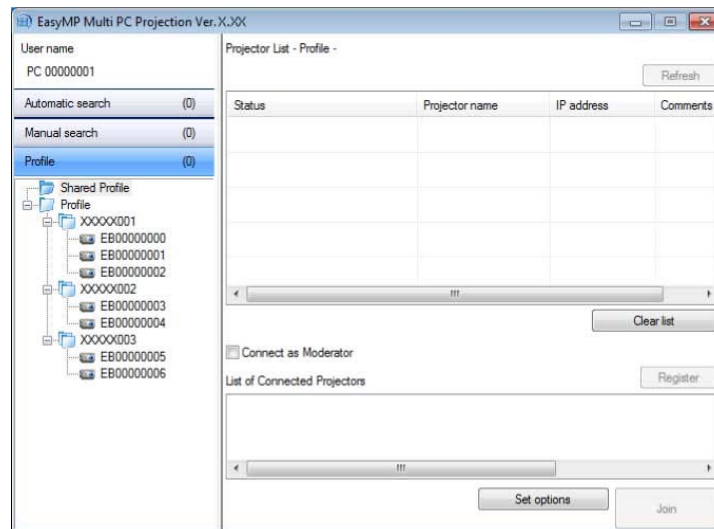 EasyMP Multi PC Projection Ver.X.XX
User name
PC 00000001
Automatic search (0)
Manual search (0)
Profile (0)
Shared Profile
Profile
XXXXX001
EB00000000
EB00000001
EB00000002
XXXXX002
EB00000003
EB00000004
XXXXX003
EB00000005
EB00000006
Projector List - Profile -
Refresh
Status Projector name IP address Comments
Clear list
Connect as Moderator
List of Connected Projectors
Register
Set options
Join